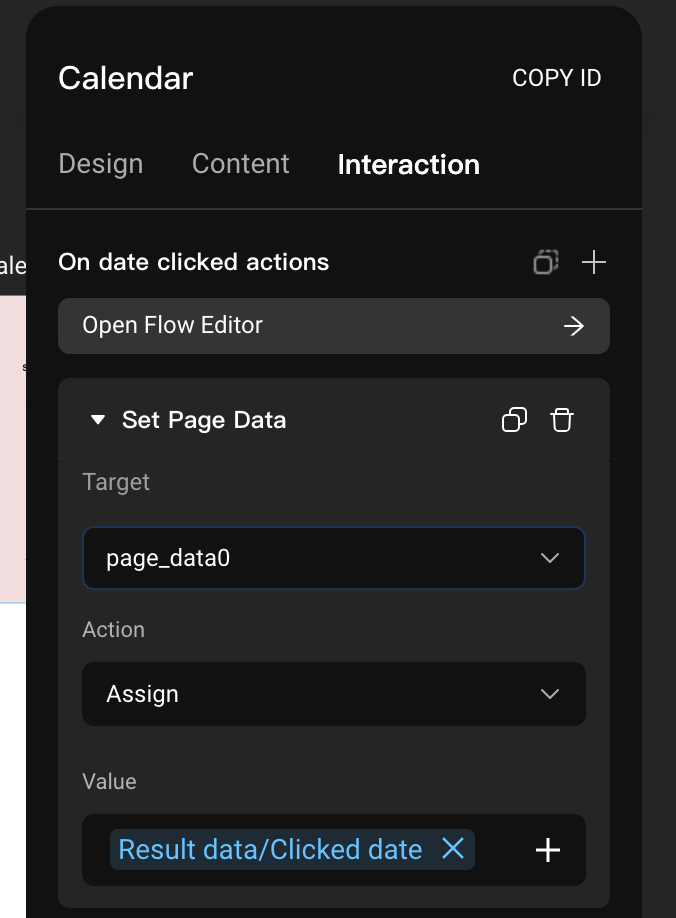 Calendar
COPY ID
Design
Content
Interaction
ale
On date clicked actions
Open Flow Editor
Set Page Data
Target
page_data0
Action
Assign
Value
Result data/Clicked date